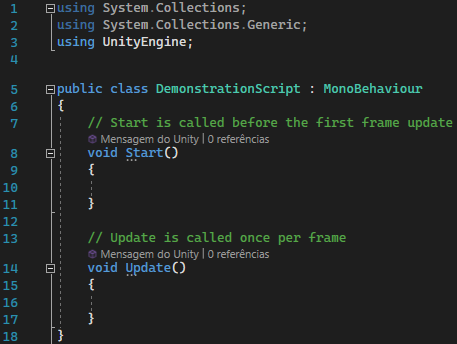 1 using System.Collections;
2 using System.Collections.Generic;
3 using UnityEngine;
4
5 public class DemonstrationScript : MonoBehaviour
6 {
7 // Start is called before the first frame update
Mensagem do Unity | 0 referências
8 void Start()
9 {
10
11 }
12
13 // Update is called once per frame
Mensagem do Unity | 0 referências
14 void Update()
15 {
16
17 }
18 }